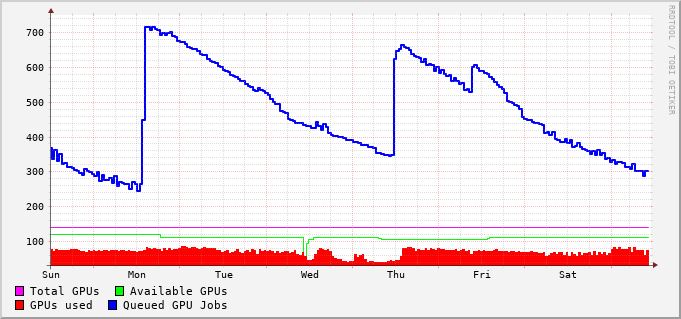 700
600
500
400
300
200
100
Sun Mon Tue Wed Thu Fri Sat
Total GPUs Available GPUs
GPUs used Queued GPU Jobs
RRDTOOL / TOBI OETIKER